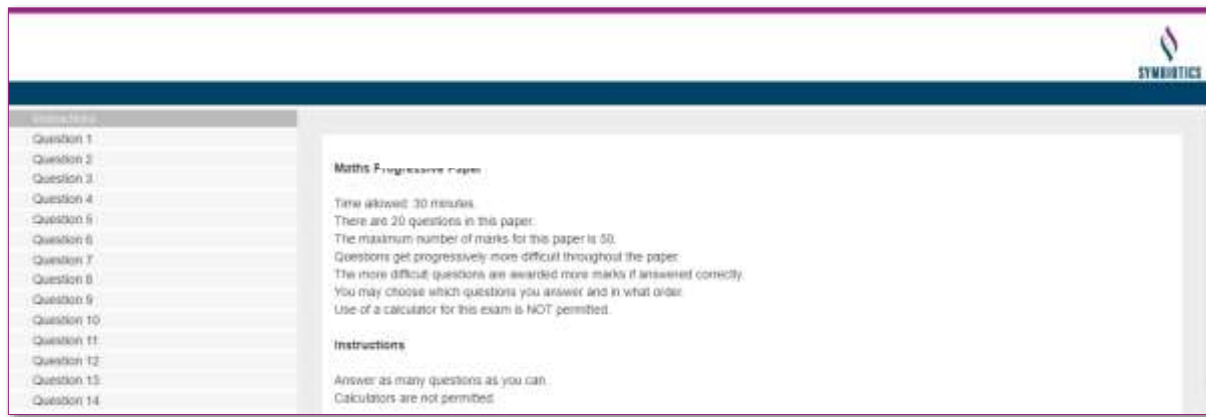 SYMBIOTICS
Instructions
Question 1
Question 2
Question 3
Question 4
Question 5
Question 6
Question 7
Question 8
Question 9
Question 10
Question 11
Question 12
Question 13
Question 14
Maths Progressive Paper
Time allowed: 30 minutes.
There are 20 questions in this paper.
The maximum number of marks for this paper is 50.
Questions get progressively more difficult throughout the paper.
The more difficult questions are awarded more marks if answered correctly.
You may choose which questions you answer and in what order.
Use of a calculator for this exam is NOT permitted.
Instructions
Answer as many questions as you can.
Calculators are not permitted.